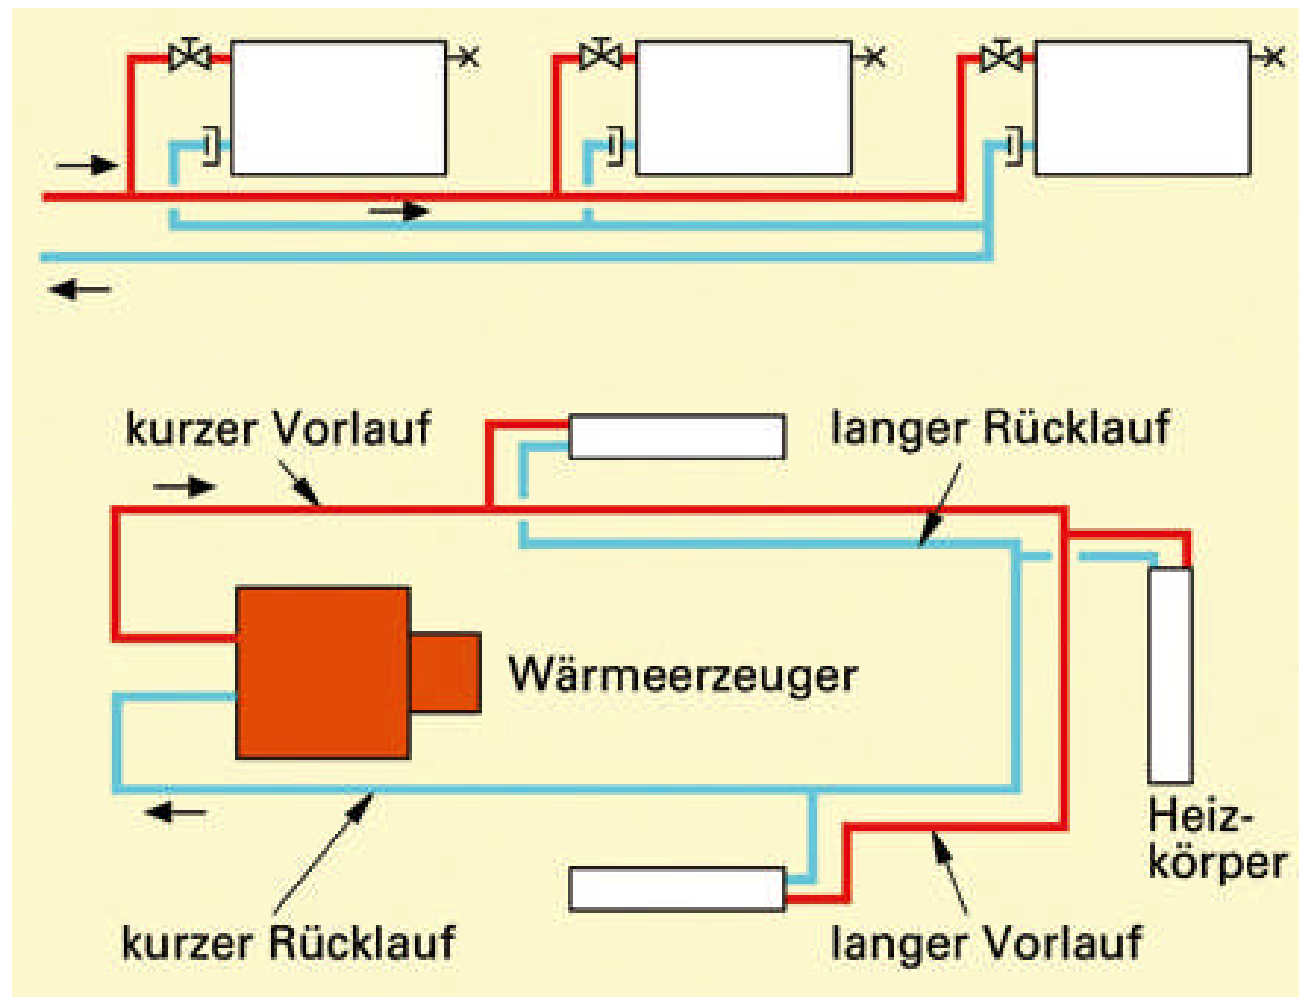 kurzer Vorlauf
langer Rücklauf
Wärmeerzeuger
Heiz-
körper
kurzer Rücklauf
langer Vorlauf